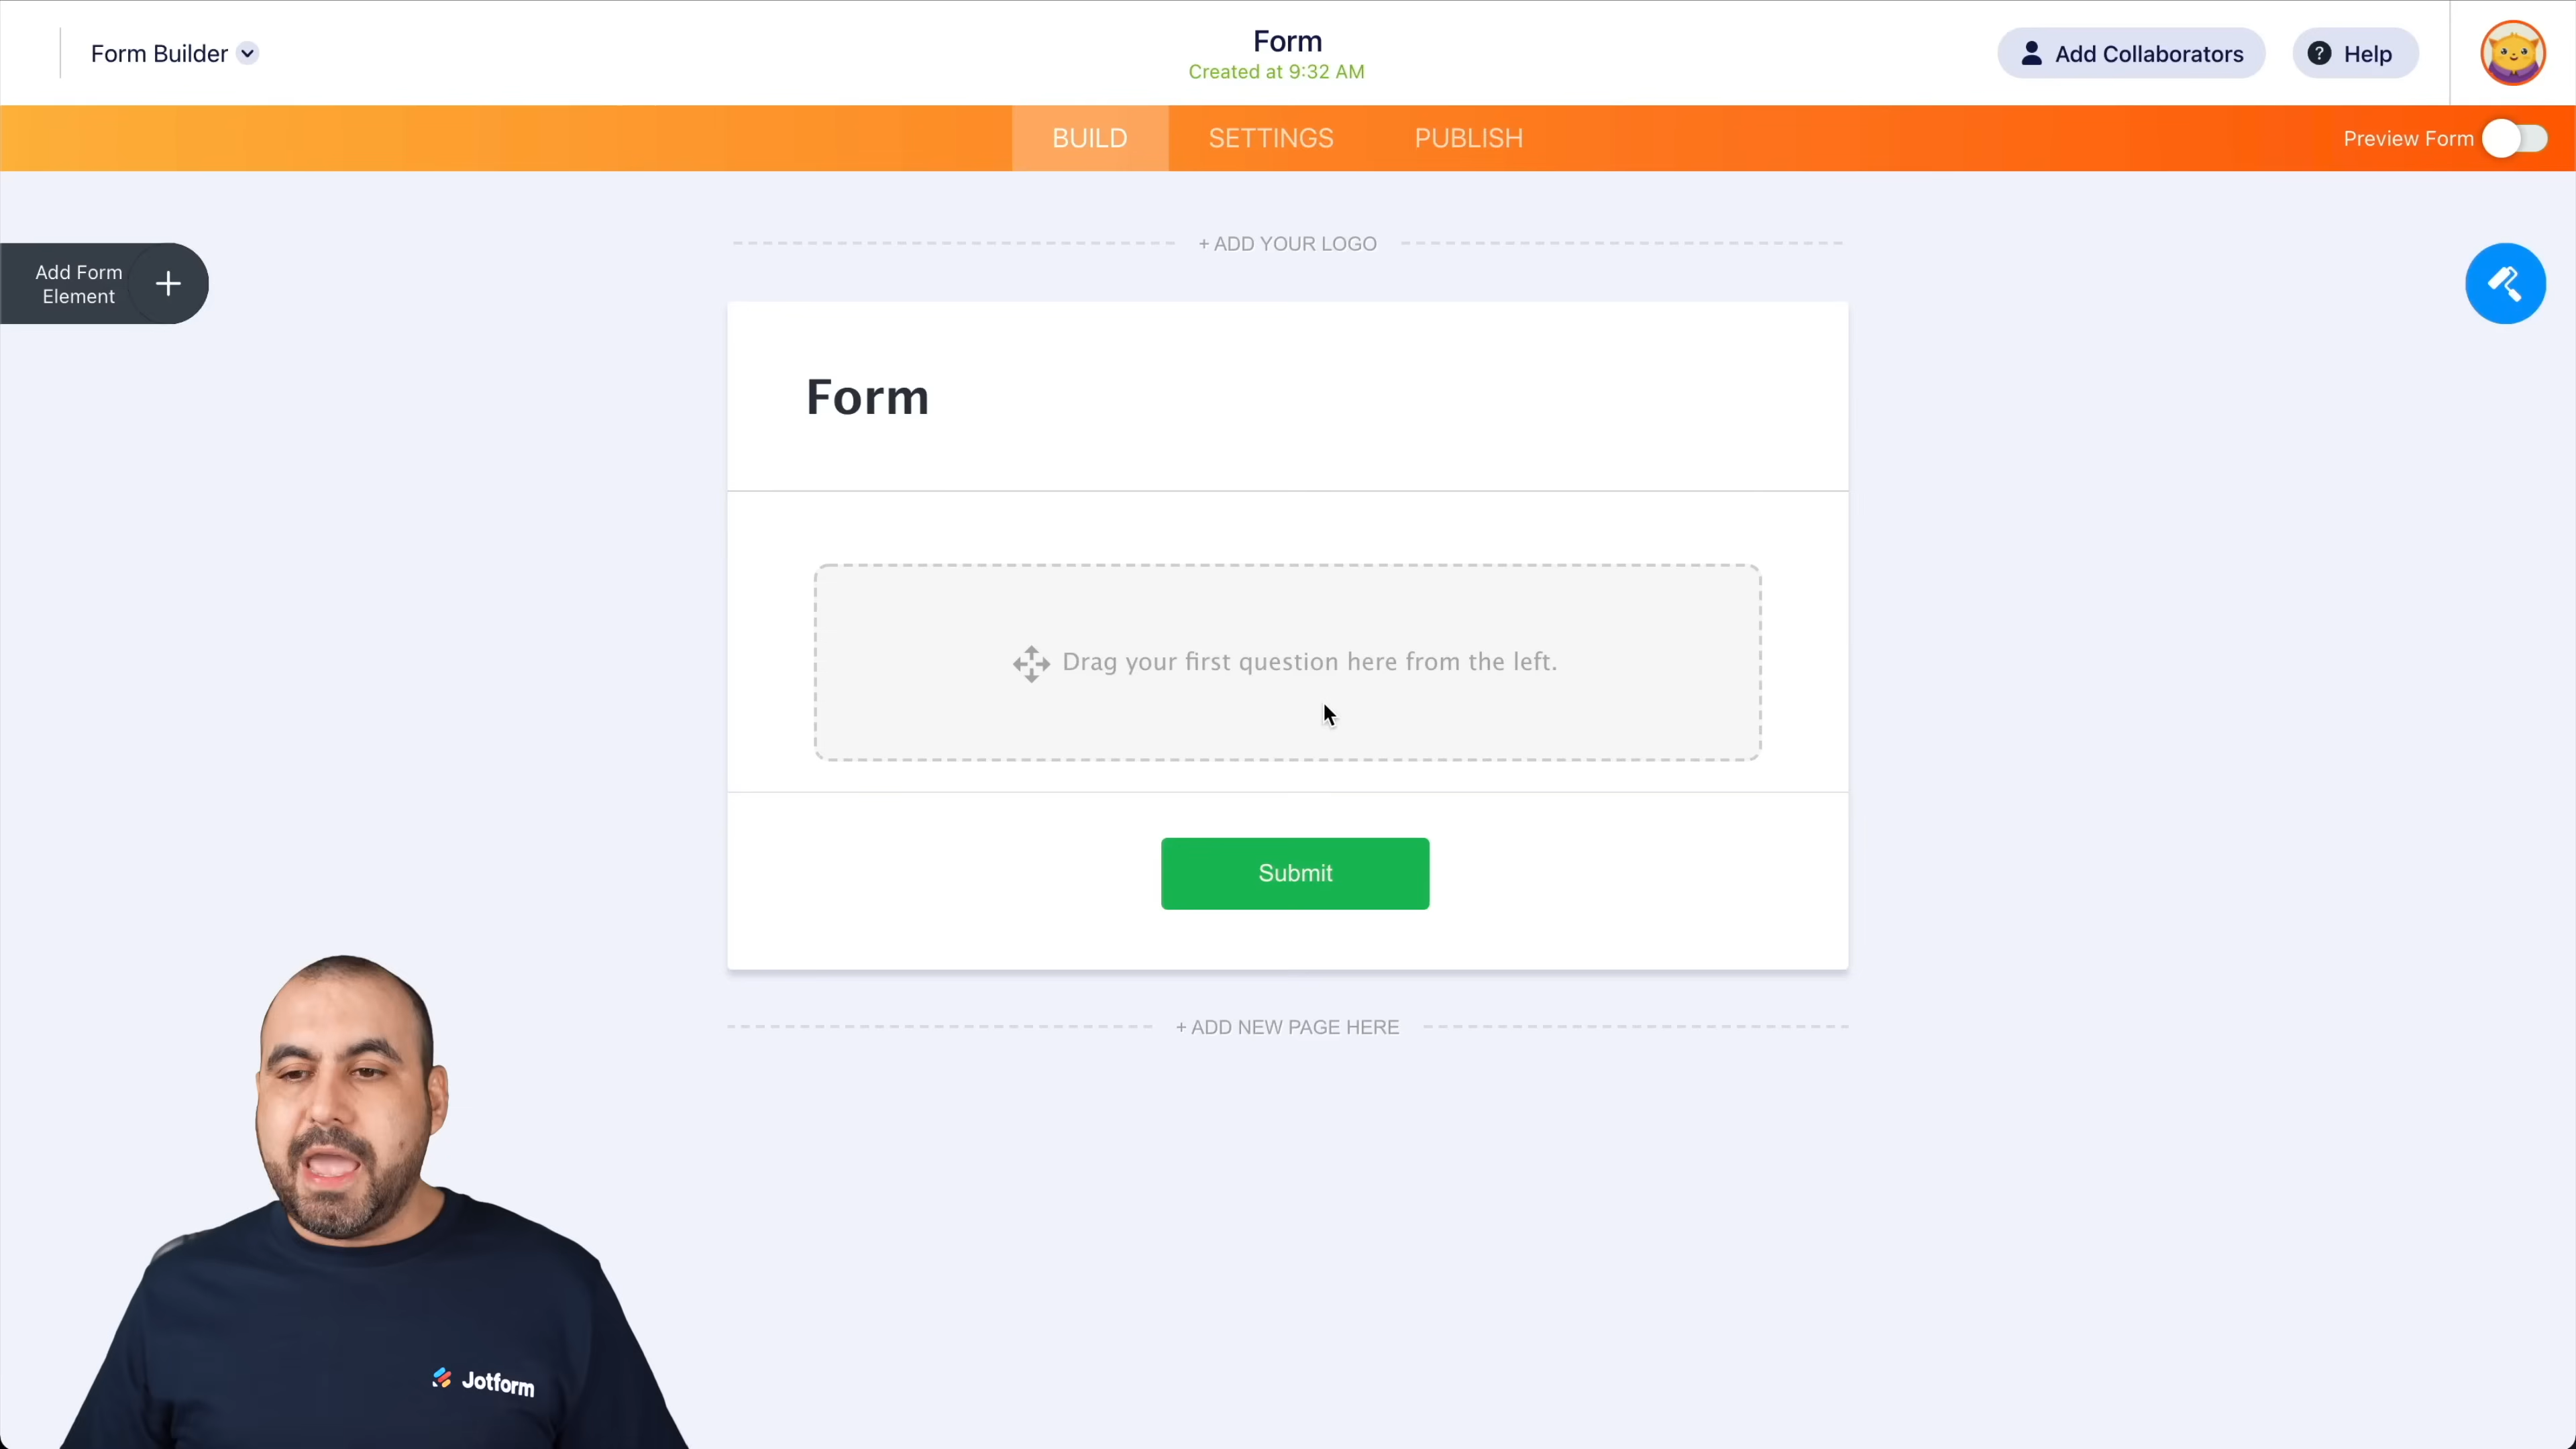 Form Builder
Form
Created at 9:32 AM
Add Collaborators
? Help
BUILD
SETTINGS
PUBLISH
Preview Form
+ ADD YOUR LOGO
Add Form
Element
Form
Drag your first question here from the left.
Submit
+ ADD NEW PAGE HERE
Jotform